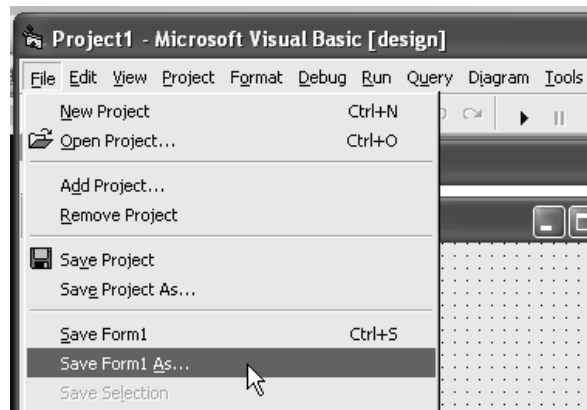 Project1 - Microsoft Visual Basic [design]
File Edit View Project Format Debug Run Query Diagram Tools
New Project Ctrl+N
Open Project... Ctrl+O
Add Project...
Remove Project
Save Project
Save Project As...
Save Form1 Ctrl+S
Save Form1 As...
Save Selection